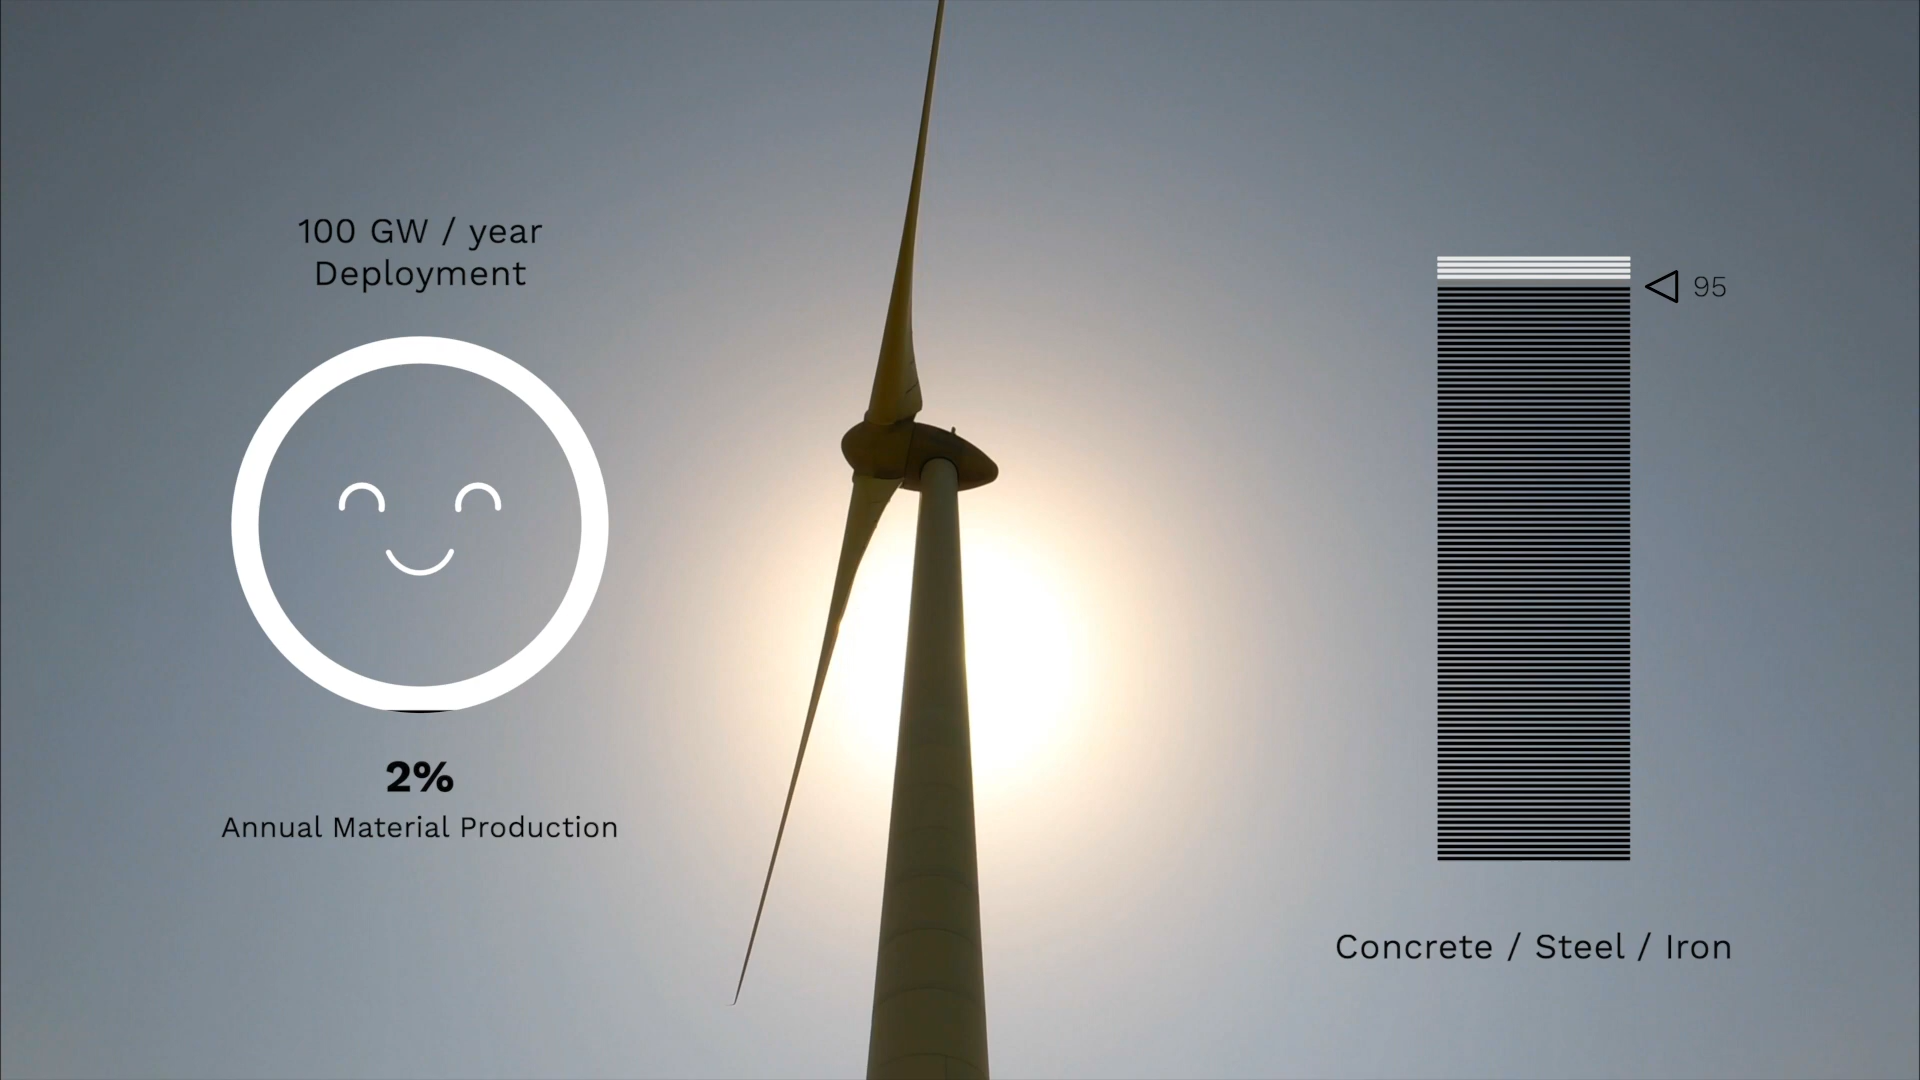 100 GW / year
Deployment
2%
Annual Material Production
95
Concrete / Steel / Iron